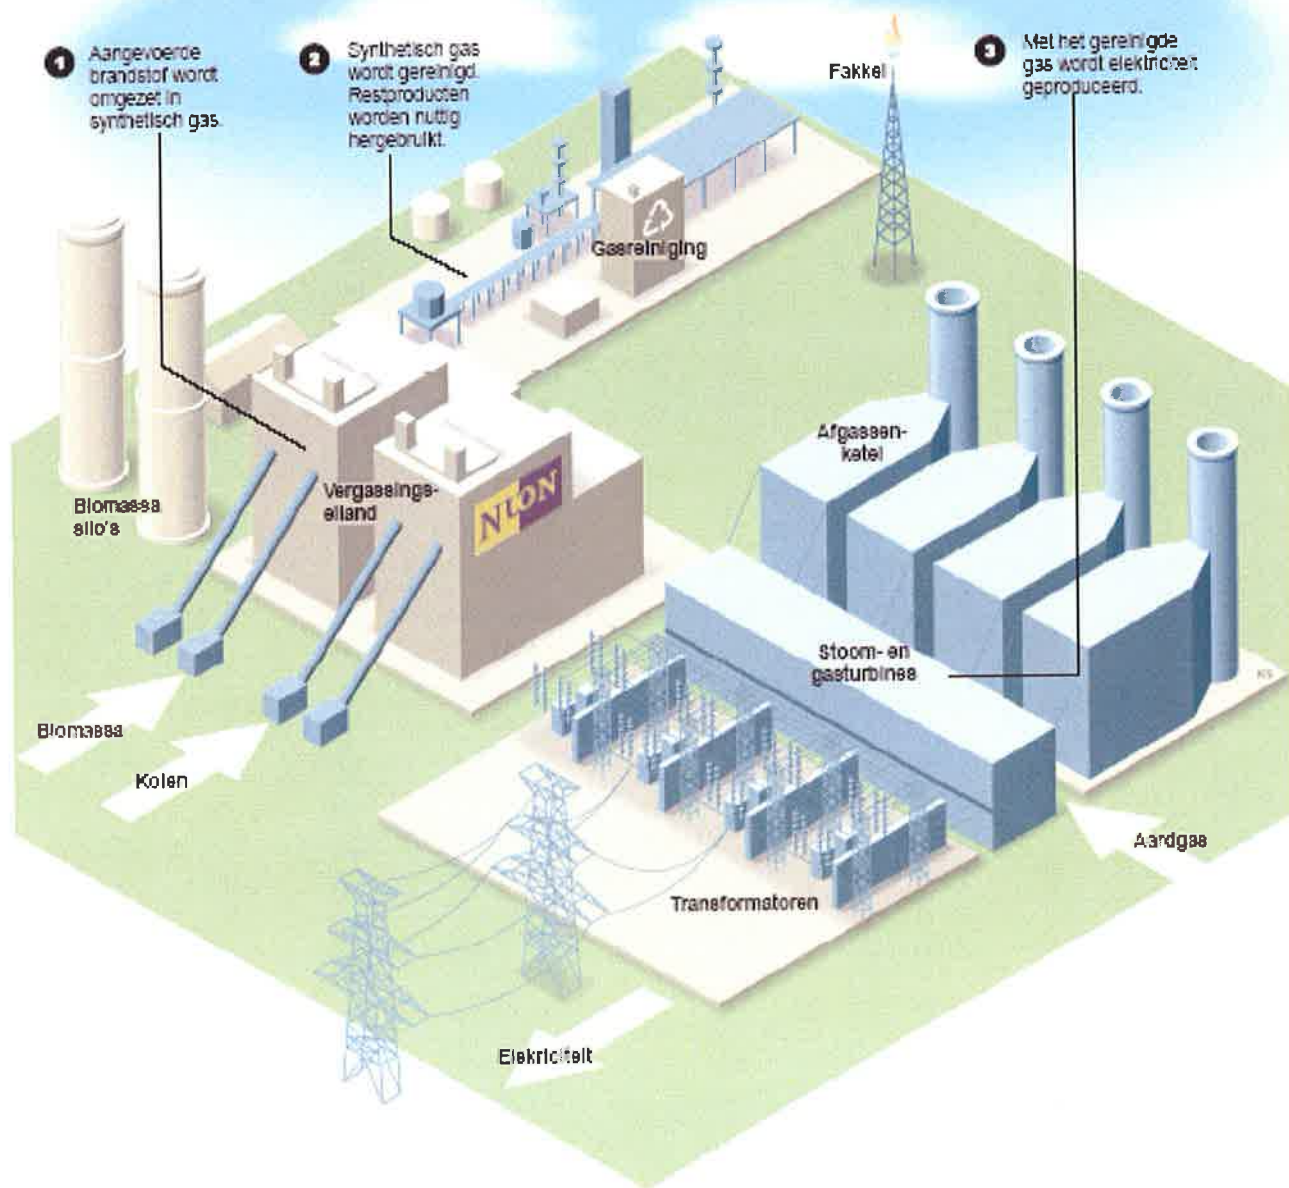 1 Aangevoerde
brandstof wordt
omgezet in
synthetisch gas.
2 Synthetisch gas
wordt gereinigd.
Restproducten
worden nuttig
hergebruikt.
Fakkel
3 Met het gereinigde
gas wordt elektriciteit
geproduceerd.
Gasreiniging
Afgassen-
ketel
Biomassa
silo's
Vergassings-
eiland
NUON
Stoom- en
gasturbines
Biomassa
Kolen
Aardgas
Transformatoren
Elekriciteit